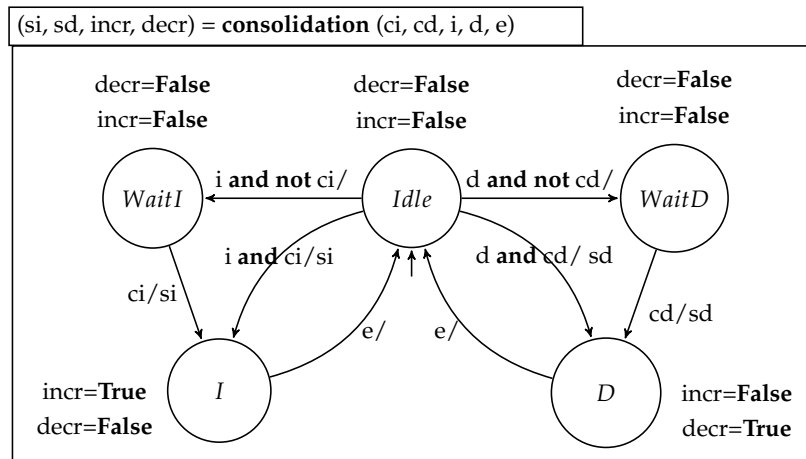 (si, sd, incr, decr) = consolidation (ci, cd, i, d, e)
decr=False
incr=False
decr=False
incr=False
decr=False
incr=False
WaitI
i and not ci/
Idle
d and not cd/
WaitD
i and ci/si
d and cd/ sd
ci/si
cd/sd
e/
e/
I
D
incr=True
decr=False
incr=False
decr=True